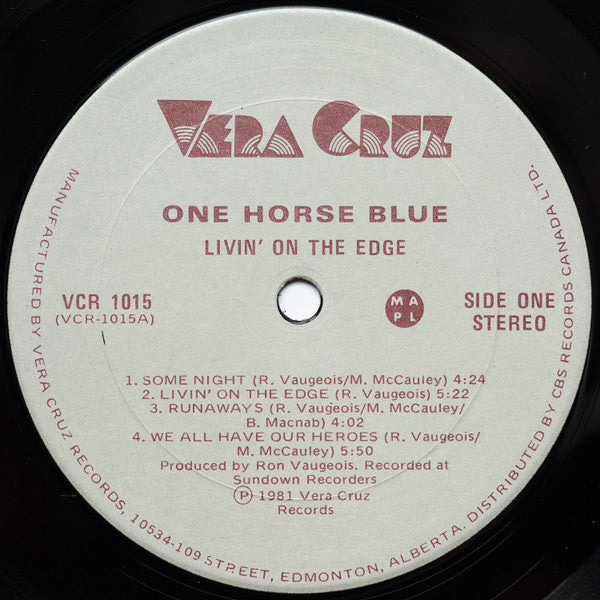 VERA CRUZ
ONE HORSE BLUE
LIVIN' ON THE EDGE
VCR 1015
(VCR-1015A)
M A
P L
SIDE ONE
STEREO
1. SOME NIGHT (R. Vaugeois/M. McCauley) 4:24
2. LIVIN' ON THE EDGE (R. Vaugeois) 5:22
3. RUNAWAYS (R. Vaugeois/M. McCauley/
B. Macnab) 4:02
4. WE ALL HAVE OUR HEROES (R. Vaugeois/
M. McCauley) 5:50
Produced by Ron Vaugeois. Recorded at
Sundown Recorders.
Ⓟ 1981 Vera Cruz
Records
MANUFACTURED BY VERA CRUZ RECORDS, 10534-109 STREET, EDMONTON, ALBERTA. DISTRIBUTED BY CBS RECORDS CANADA LTD.